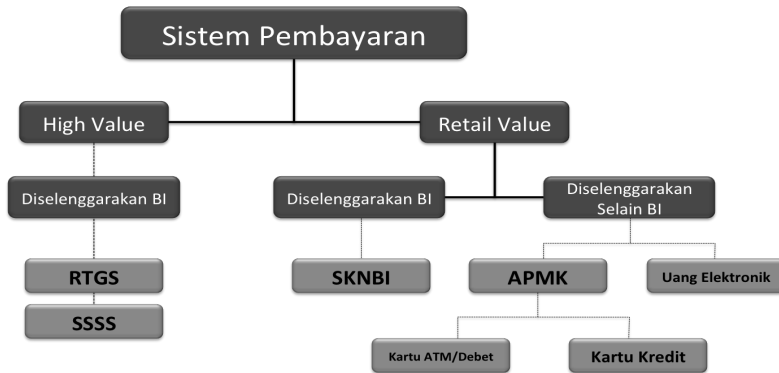 Sistem Pembayaran
High Value
Retail Value
Diselenggarakan BI
Diselenggarakan BI
Diselenggarakan
Selain BI
RTGS
SKNBI
APMK
Uang Elektronik
SSSS
Kartu ATM/Debet
Kartu Kredit